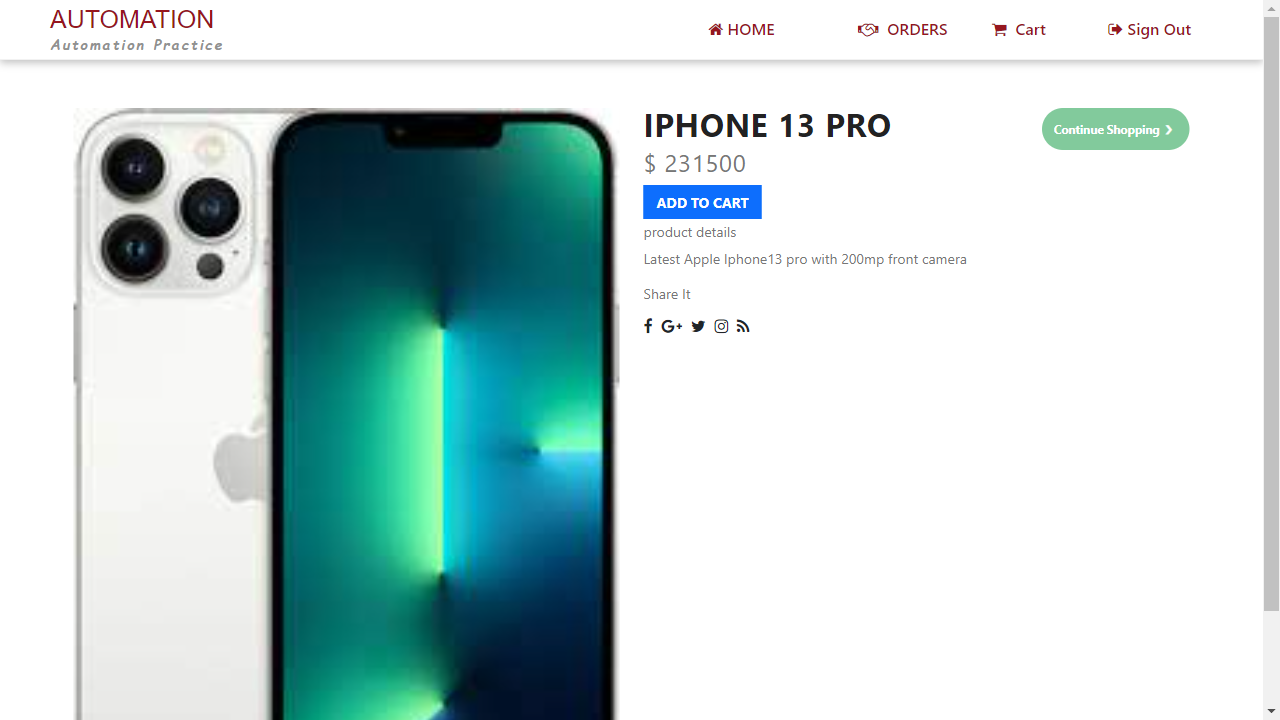 AUTOMATION
Automation Practice
HOME
ORDERS
Cart
Sign Out
IPHONE 13 PRO
Continue Shopping ❯
$ 231500
ADD TO CART
product details
Latest Apple Iphone13 pro with 200mp front camera
Share It